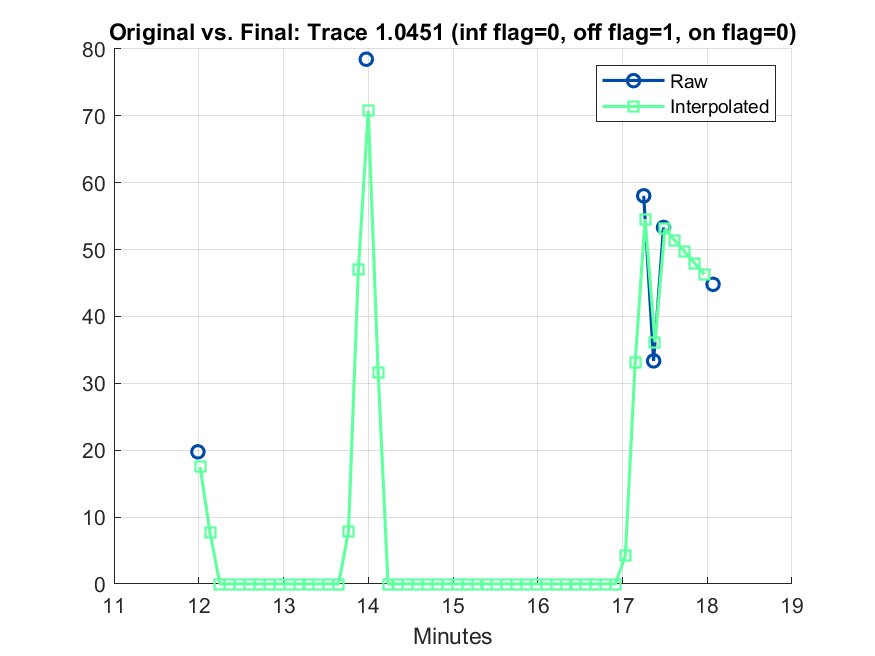 Original vs. Final: Trace 1.0451 (inf flag=0, off flag=1, on flag=0)
80
70
60
50
40
30
20
10
0
Raw
Interpolated
11 12 13 14 15 16 17 18 19
Minutes